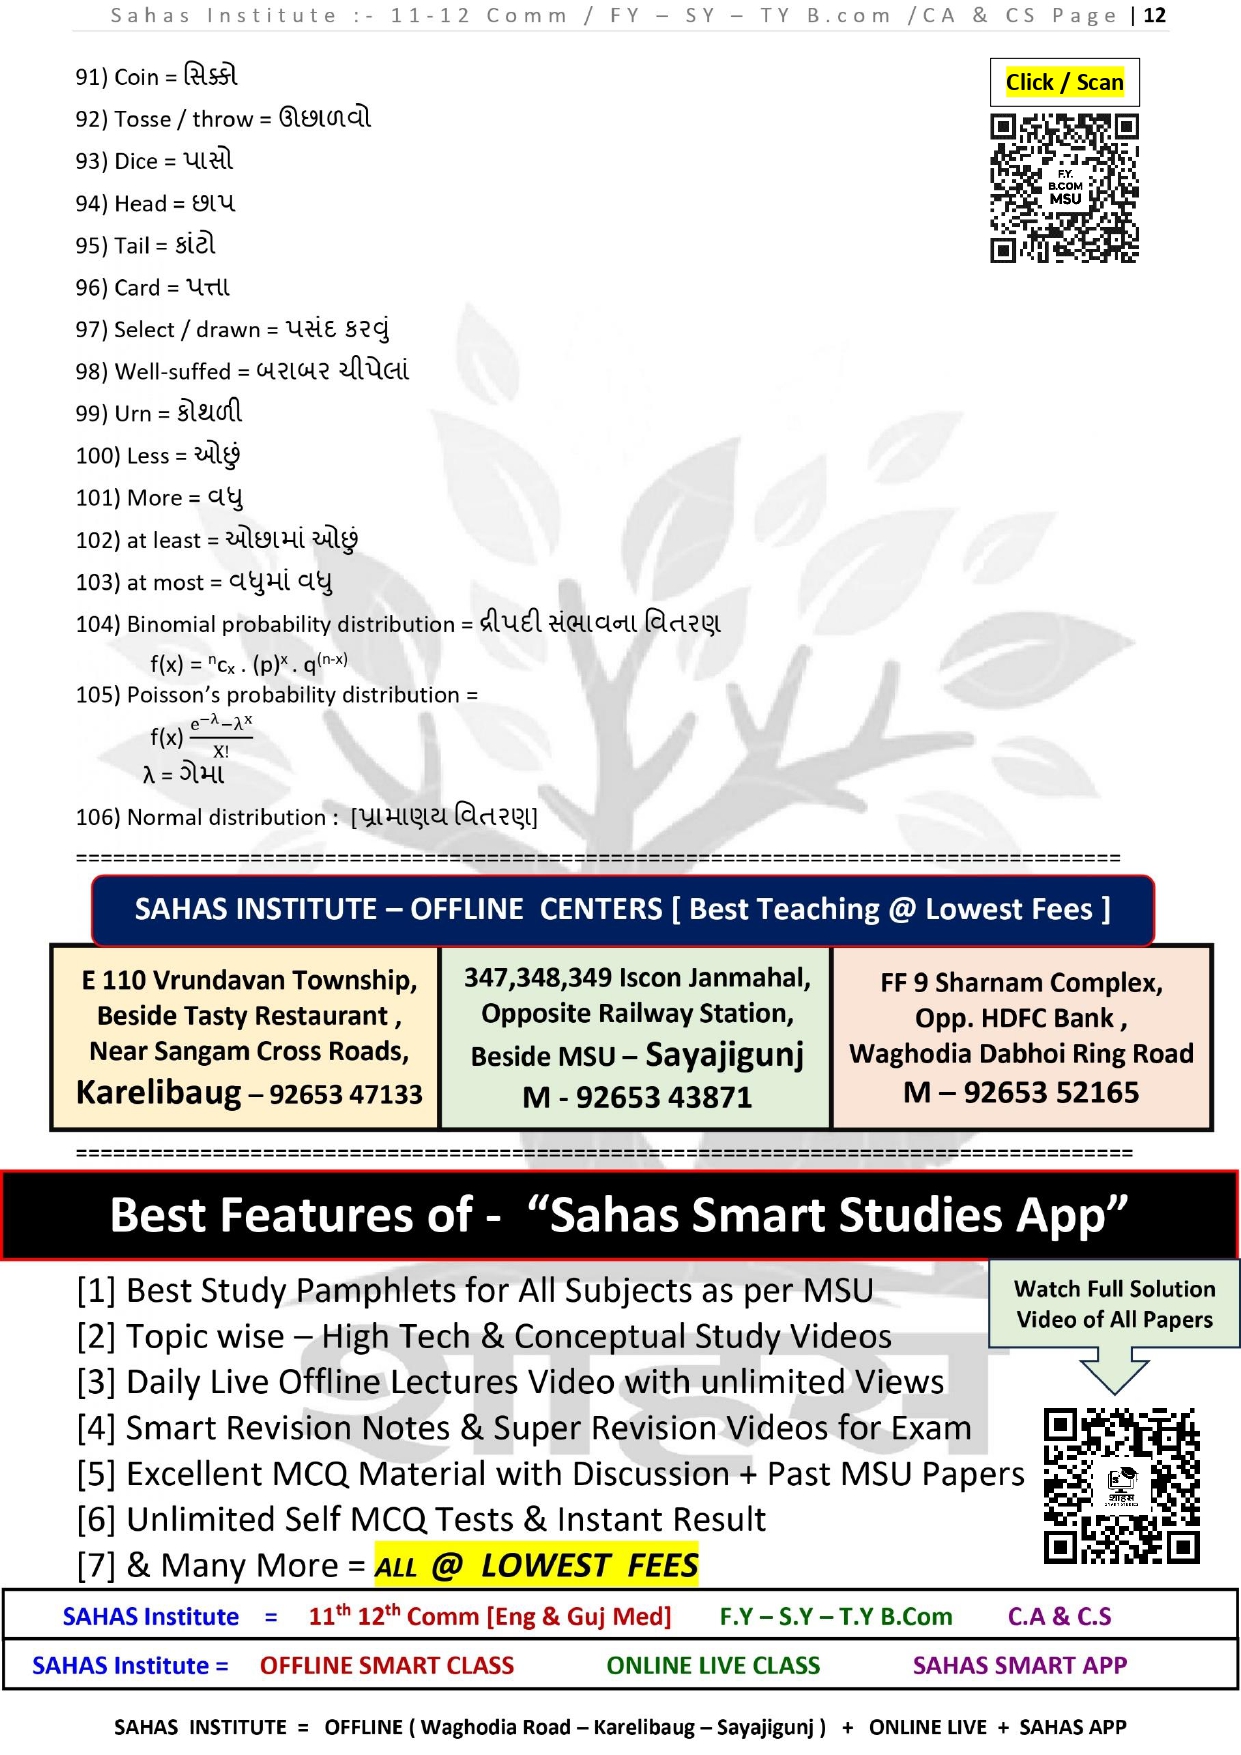 Sahas Institute :- 11-12 Comm / FY – SY – TY B.com /CA & CS Page | 12
Click / Scan
F.Y.
B.COM
MSU
91) Coin = સિક્કો
92) Tosse / throw = ઊછાળવો
93) Dice = પાસો
94) Head = છાપ
95) Tail = કાંટો
96) Card = પત્તા
97) Select / drawn = પસંદ કરવું
98) Well-suffed = બરાબર ચીપેલાં
99) Urn = કોથળી
100) Less = ઓછું
101) More = વધુ
102) at least = ઓછામાં ઓછું
103) at most = વધુમાં વધુ
104) Binomial probability distribution = દ્રીપદી સંભાવના વિતરણ
f(x) = ⁿcₓ . (p)ˣ . q⁽ⁿ⁻ˣ⁾
105) Poisson’s probability distribution =
f(x) e^−λ−λ^x / X!
λ = ગેમા
106) Normal distribution : [પ્રામાણય વિતરણ]
=====================================================================================
SAHAS INSTITUTE – OFFLINE CENTERS [ Best Teaching @ Lowest Fees ]
E 110 Vrundavan Township,
Beside Tasty Restaurant ,
Near Sangam Cross Roads,
Karelibaug – 92653 47133
347,348,349 Iscon Janmahal,
Opposite Railway Station,
Beside MSU – Sayajigunj
M - 92653 43871
FF 9 Sharnam Complex,
Opp. HDFC Bank ,
Waghodia Dabhoi Ring Road
M – 92653 52165
======================================================================================
Best Features of - “Sahas Smart Studies App”
[1] Best Study Pamphlets for All Subjects as per MSU
[2] Topic wise – High Tech & Conceptual Study Videos
[3] Daily Live Offline Lectures Video with unlimited Views
[4] Smart Revision Notes & Super Revision Videos for Exam
[5] Excellent MCQ Material with Discussion + Past MSU Papers
[6] Unlimited Self MCQ Tests & Instant Result
[7] & Many More = ALL @ LOWEST FEES
Watch Full Solution
Video of All Papers
शाहस
शाहस
SAHAS Institute = 11th 12th Comm [Eng & Guj Med] F.Y – S.Y – T.Y B.Com C.A & C.S
SAHAS Institute = OFFLINE SMART CLASS ONLINE LIVE CLASS SAHAS SMART APP
SAHAS INSTITUTE = OFFLINE ( Waghodia Road – Karelibaug – Sayajigunj ) + ONLINE LIVE + SAHAS APP